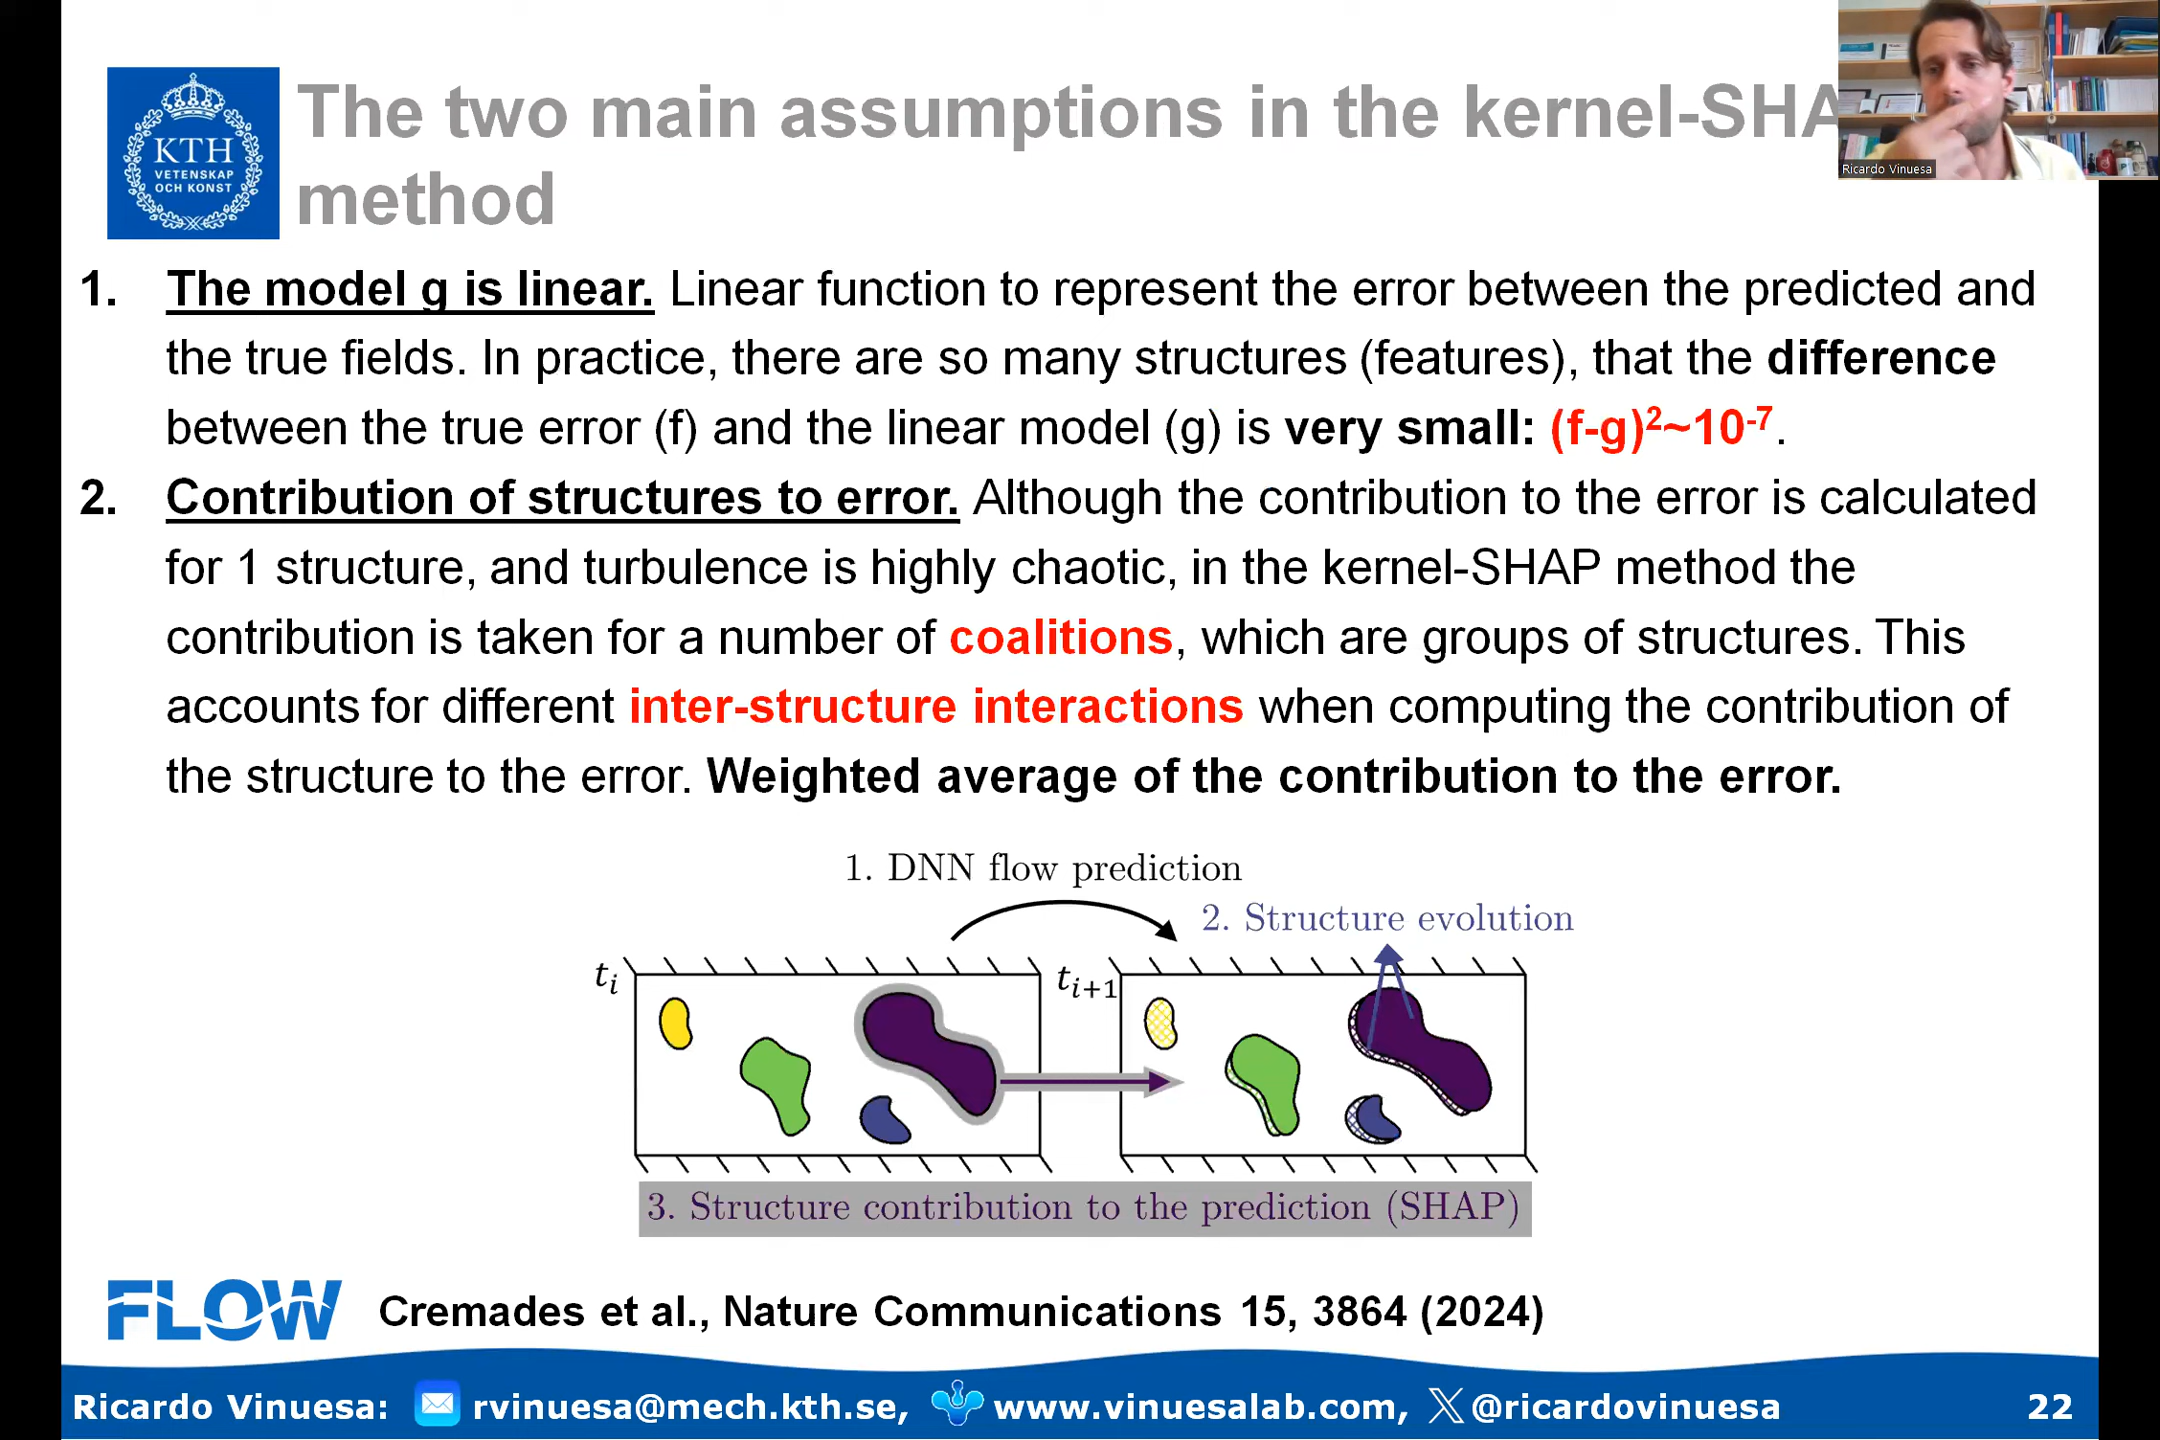 KTH
VETENSKAP
OCH KONST
The two main assumptions in the kernel-SHA
method
Ricardo Vinuesa
1. The model g is linear. Linear function to represent the error between the predicted and
the true fields. In practice, there are so many structures (features), that the difference
between the true error (f) and the linear model (g) is very small: (f-g)²~10⁻⁷.
2. Contribution of structures to error. Although the contribution to the error is calculated
for 1 structure, and turbulence is highly chaotic, in the kernel-SHAP method the
contribution is taken for a number of coalitions, which are groups of structures. This
accounts for different inter-structure interactions when computing the contribution of
the structure to the error. Weighted average of the contribution to the error.
1. DNN flow prediction
2. Structure evolution
tᵢ
tᵢ₊₁
3. Structure contribution to the prediction (SHAP)
FLOW
Cremades et al., Nature Communications 15, 3864 (2024)
Ricardo Vinuesa: rvinuesa@mech.kth.se, www.vinuesalab.com, X @ricardovinuesa 22